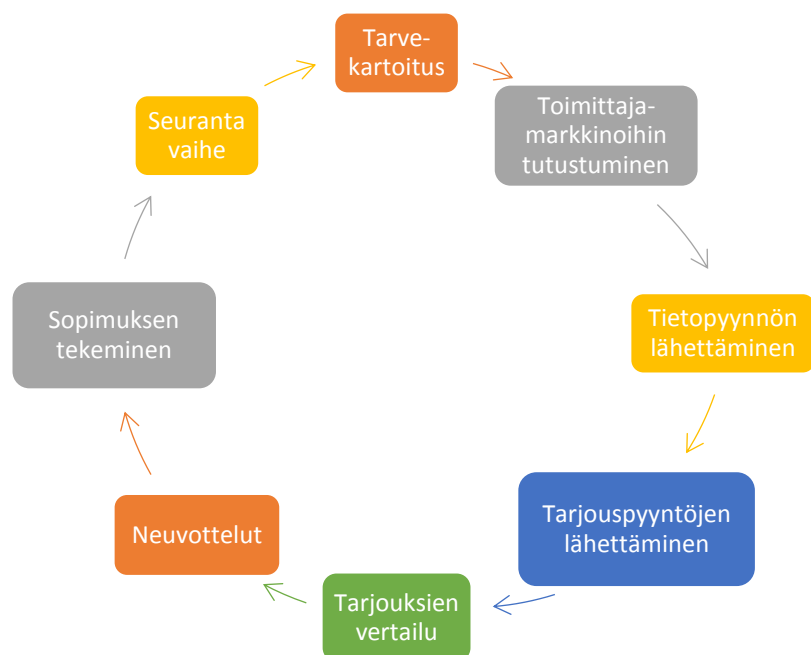 Tarve-
kartoitus
Toimittaja-
markkinoihin
tutustuminen
Tietopyynnön
lähettäminen
Tarjouspyyntöjen
lähettäminen
Tarjouksien
vertailu
Neuvottelut
Sopimuksen
tekeminen
Seuranta
vaihe